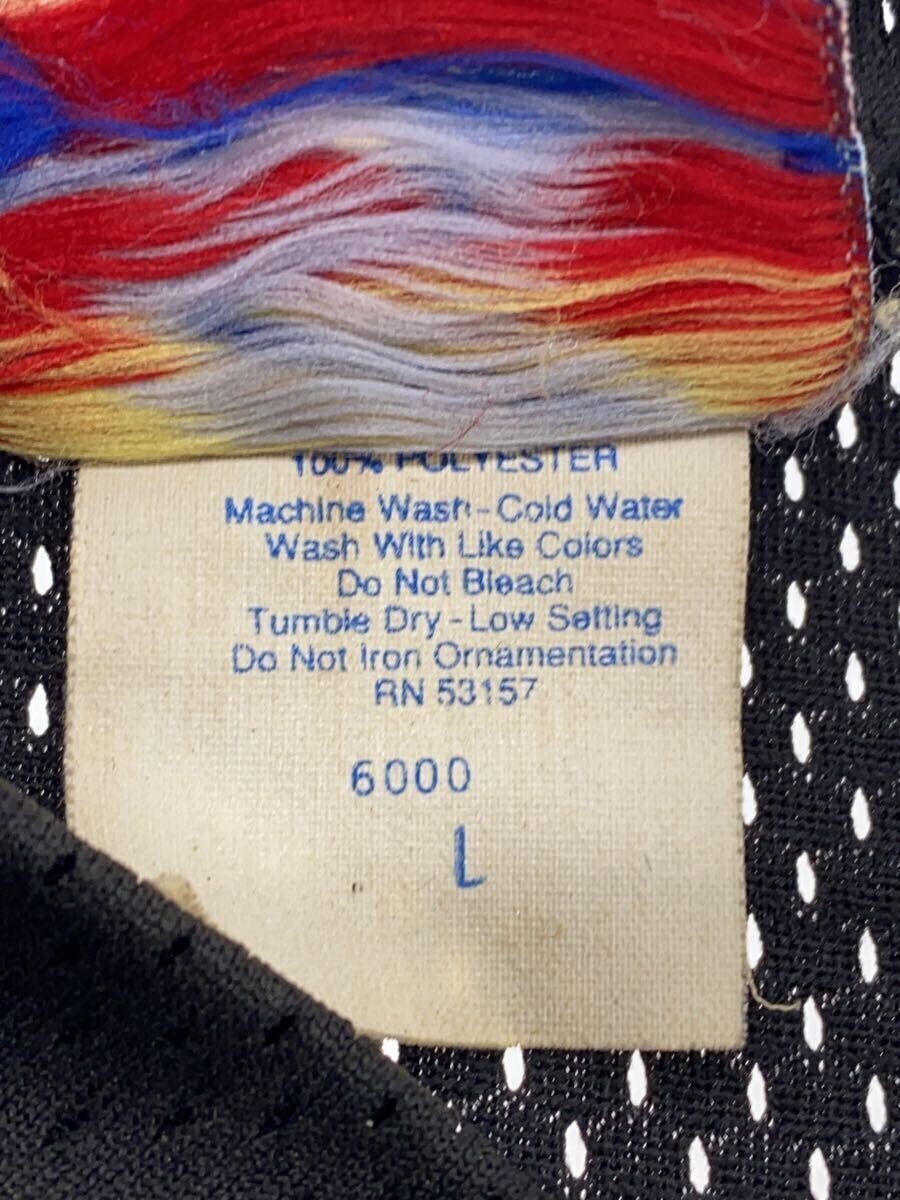 100% POLYESTER
Machine Wash-Cold Water
Wash With Like Colors
Do Not Bleach
Tumble Dry-Low Setting
Do Not Iron Ornamentation
RN 53157
6000
L